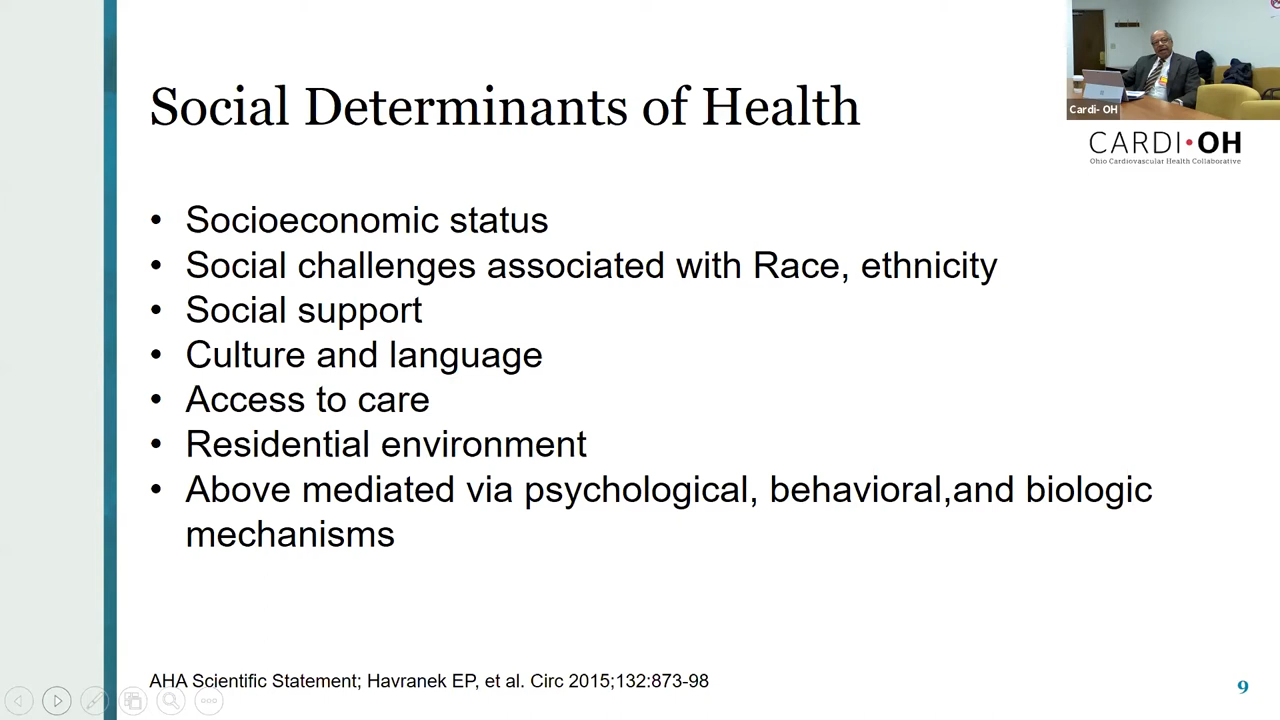 Social Determinants of Health
Cardi- OH
CARDI•OH
Ohio Cardiovascular Health Collaborative
• Socioeconomic status
• Social challenges associated with Race, ethnicity
• Social support
• Culture and language
• Access to care
• Residential environment
• Above mediated via psychological, behavioral,and biologic
mechanisms
AHA Scientific Statement; Havranek EP, et al. Circ 2015;132:873-98
9